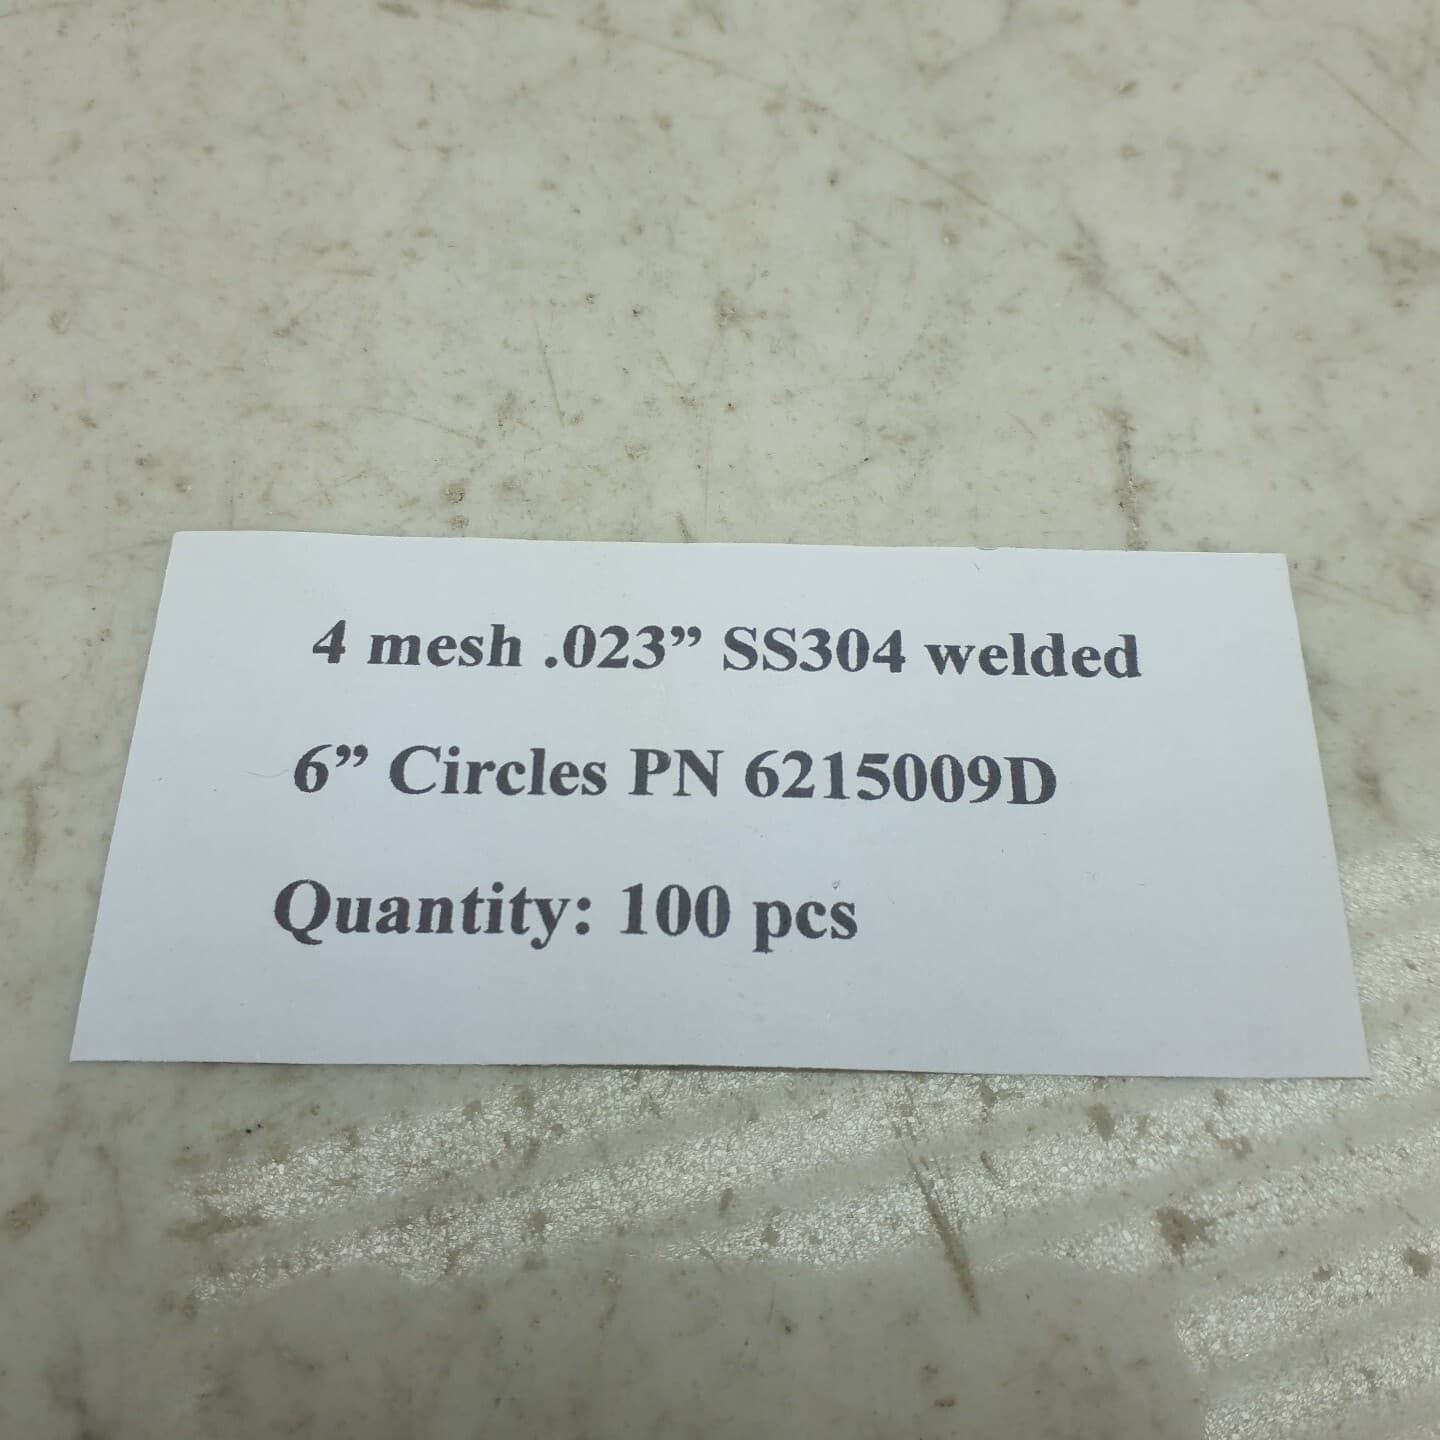 4 mesh .023” SS304 welded
6” Circles PN 6215009D
Quantity: 100 pcs